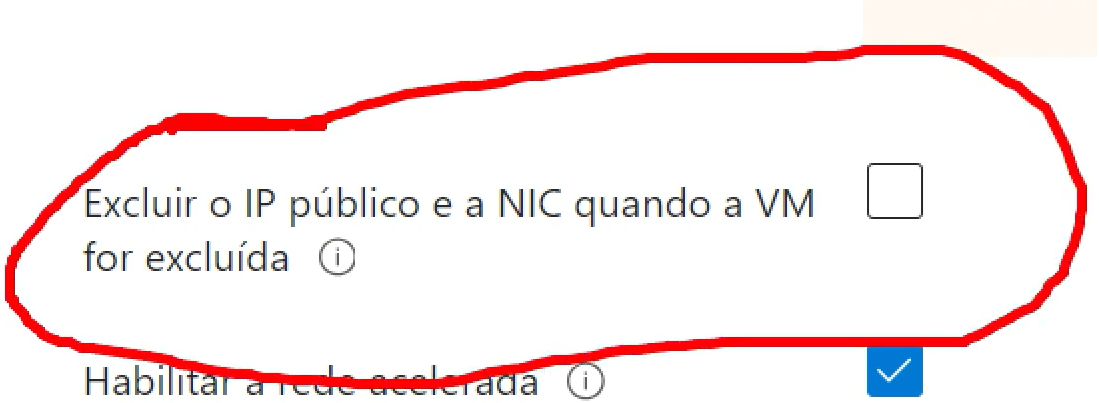 Excluir o IP público e a NIC quando a VM
for excluída
Habilitar a rede acelerada